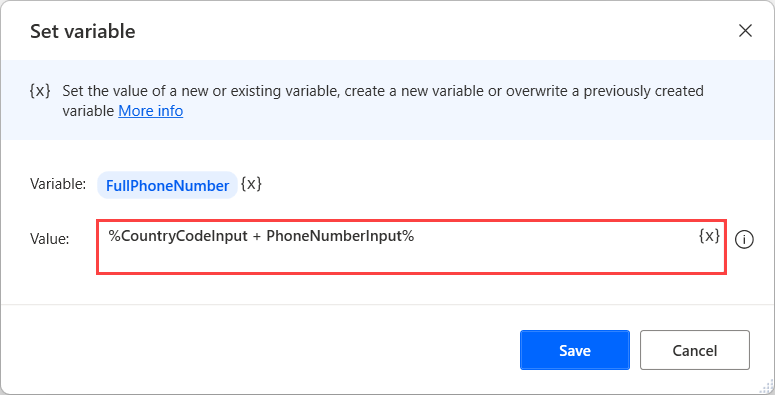 Set variable
{x} Set the value of a new or existing variable, create a new variable or overwrite a previously created
variable More info
Variable: FullPhoneNumber {x}
Value: %CountryCodeInput + PhoneNumberInput% {x}
Save Cancel